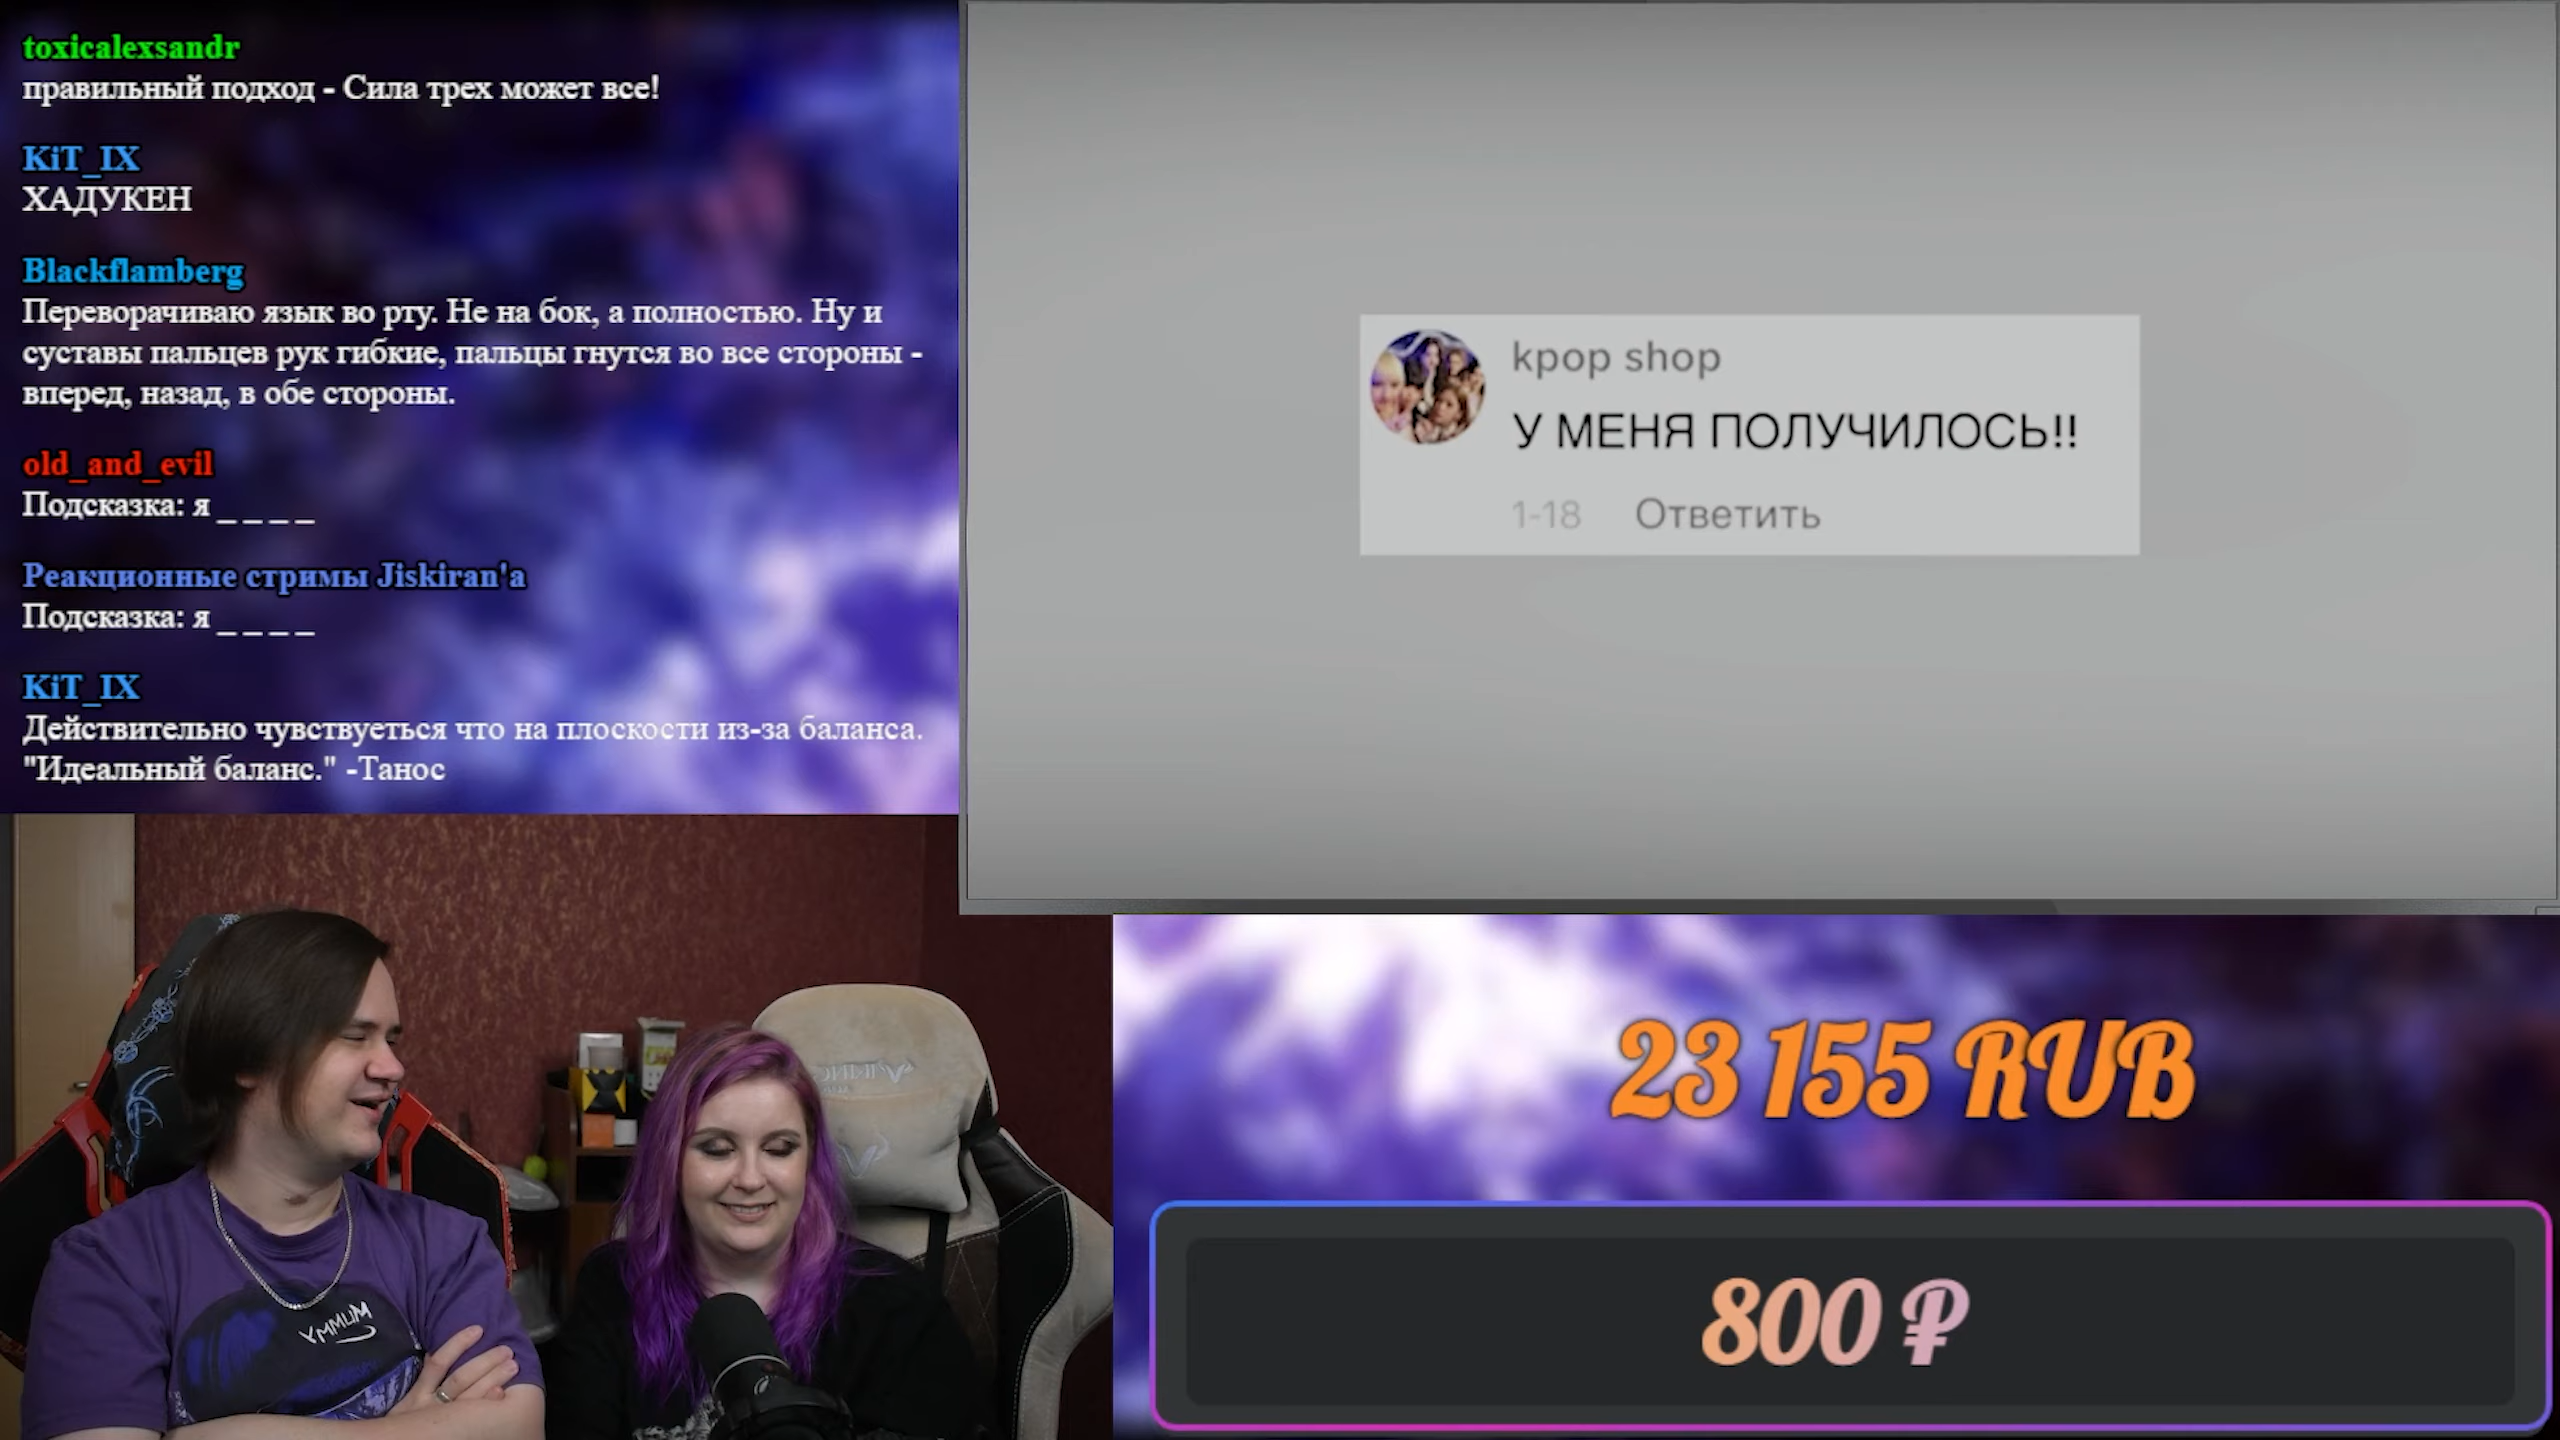 toxicalexsandr
правильный подход - Сила трех может все!
KiT_IX
ХАДУКЕН
Blackflamberg
Переворачиваю язык во рту. Не на бок, а полностью. Ну и
суставы пальцев рук гибкие, пальцы гнутся во все стороны -
вперед, назад, в обе стороны.
old_and_evil
Подсказка: я _ _ _ _
Реакционные стримы Jiskiran'a
Подсказка: я _ _ _ _
KiT_IX
Действительно чувствуеться что на плоскости из-за баланса.
"Идеальный баланс." -Танос
kpop shop
У МЕНЯ ПОЛУЧИЛОСЬ!!
1-18 Ответить
23 155 RUB
800 ₽